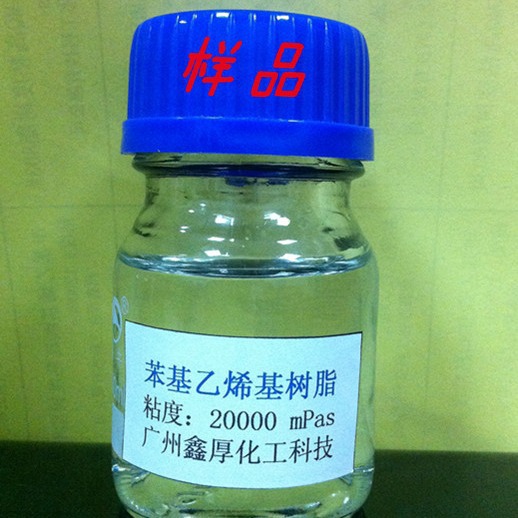 样品
苯基乙烯基树脂
粘度：20000 mPas
广州鑫厚化工科技